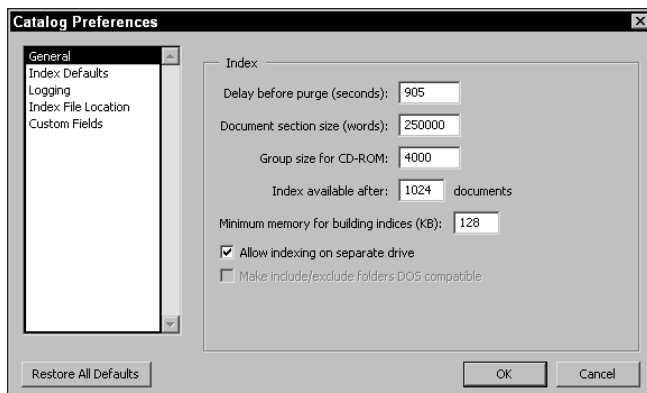 Catalog Preferences
General
Index Defaults
Logging
Index File Location
Custom Fields
Index
Delay before purge (seconds): 905
Document section size (words): 250000
Group size for CD-ROM: 4000
Index available after: 1024 documents
Minimum memory for building indices (KB): 128
Allow indexing on separate drive
Make include/exclude folders DOS compatible
Restore All Defaults
OK
Cancel